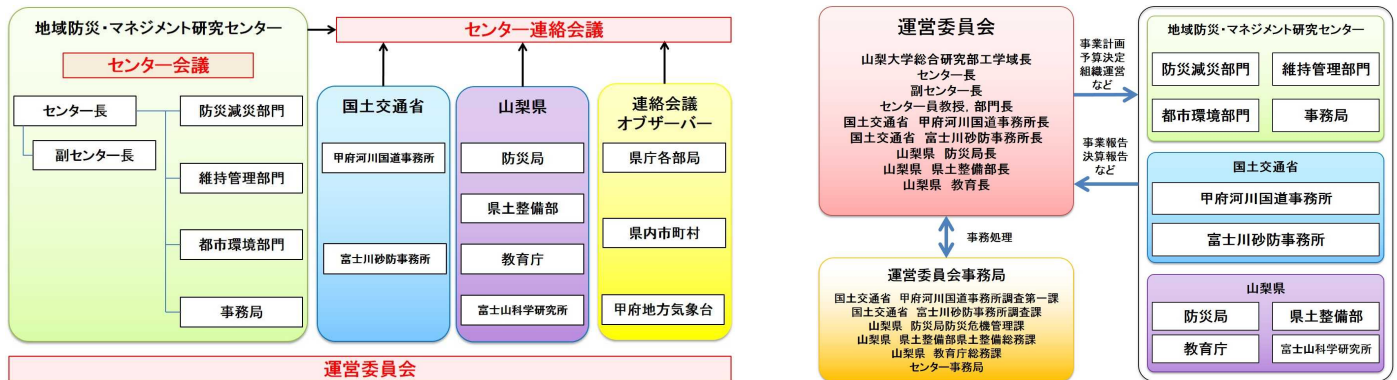 地域防災・マネジメント研究センター
センター会議
センター長
副センター長
防災減災部門
維持管理部門
都市環境部門
事務局
センター連絡会議
国土交通省
甲府河川国道事務所
富士川砂防事務所
山梨県
防災局
県土整備部
教育庁
富士山科学研究所
連絡会議
オブザーバー
県庁各部局
県内市町村
甲府地方気象台
運営委員会
運営委員会
山梨大学総合研究部工学域長
センター長
副センター長
センター員教授,部門長
国土交通省 甲府河川国道事務所長
国土交通省 富士川砂防事務所長
山梨県 防災局長
山梨県 県土整備部長
山梨県 教育長
事業計画
予算決定
組織運営
など
事業報告
決算報告
など
事務処理
運営委員会事務局
国土交通省 甲府河川国道事務所調査第一課
国土交通省 富士川砂防事務所調査課
山梨県 防災局防災危機管理課
山梨県 県土整備部県土整備総務課
山梨県 教育庁総務課
センター事務局
地域防災・マネジメント研究センター
防災減災部門
維持管理部門
都市環境部門
事務局
国土交通省
甲府河川国道事務所
富士川砂防事務所
山梨県
防災局
県土整備部
教育庁
富士山科学研究所